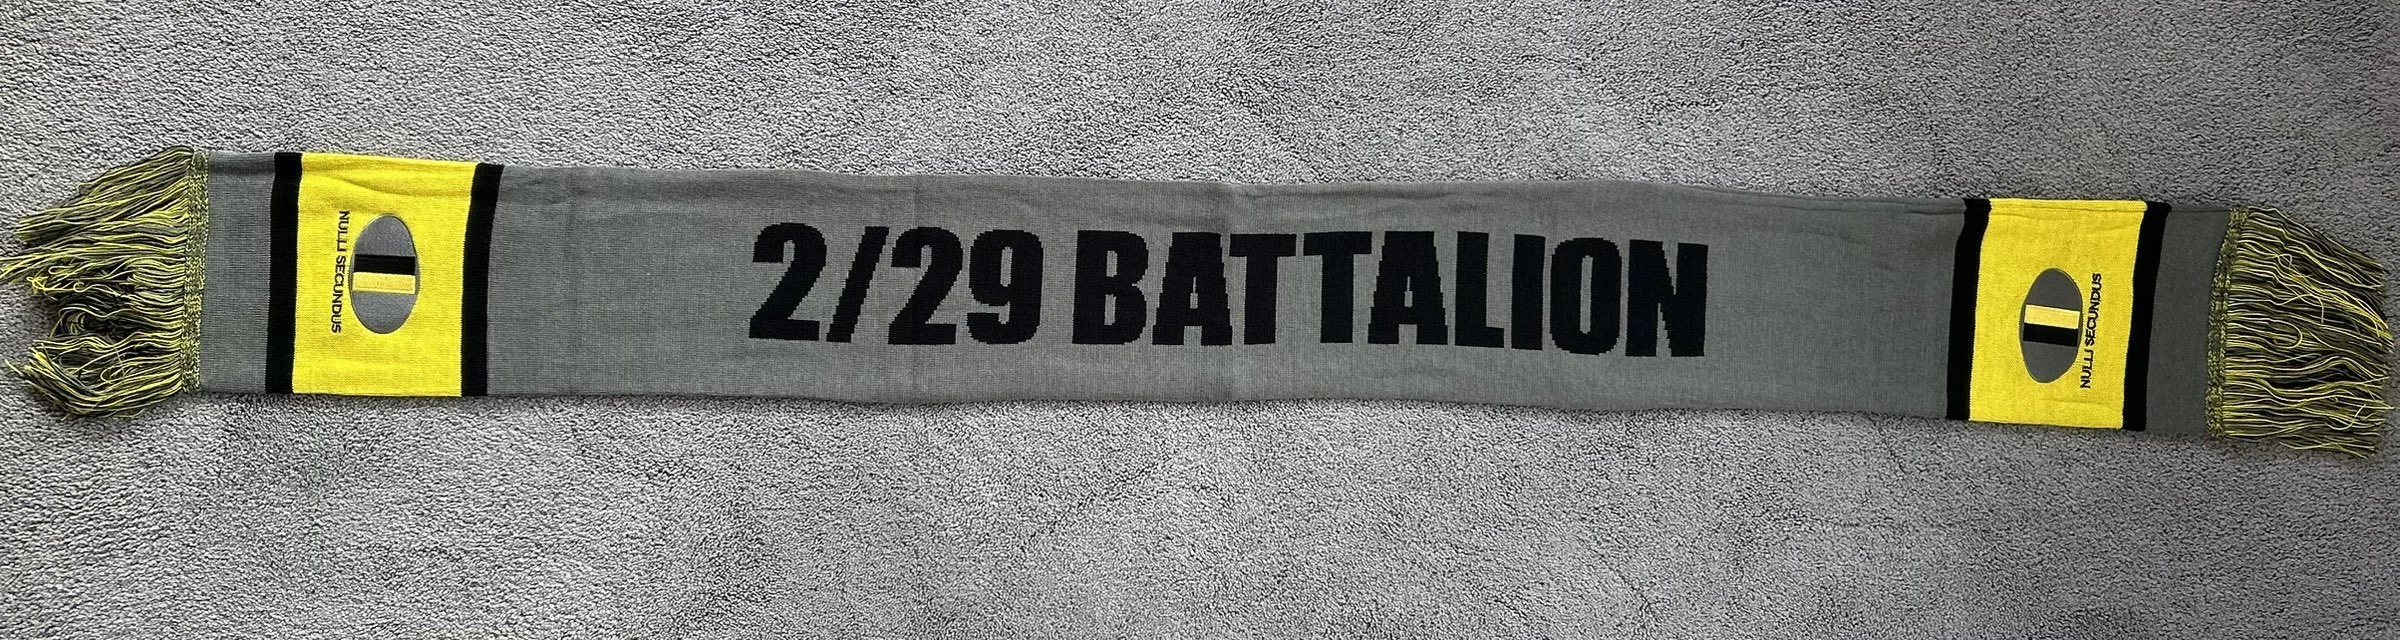 NULLI SECUNDUS
2/29 BATTALION
NULLI SECUNDUS